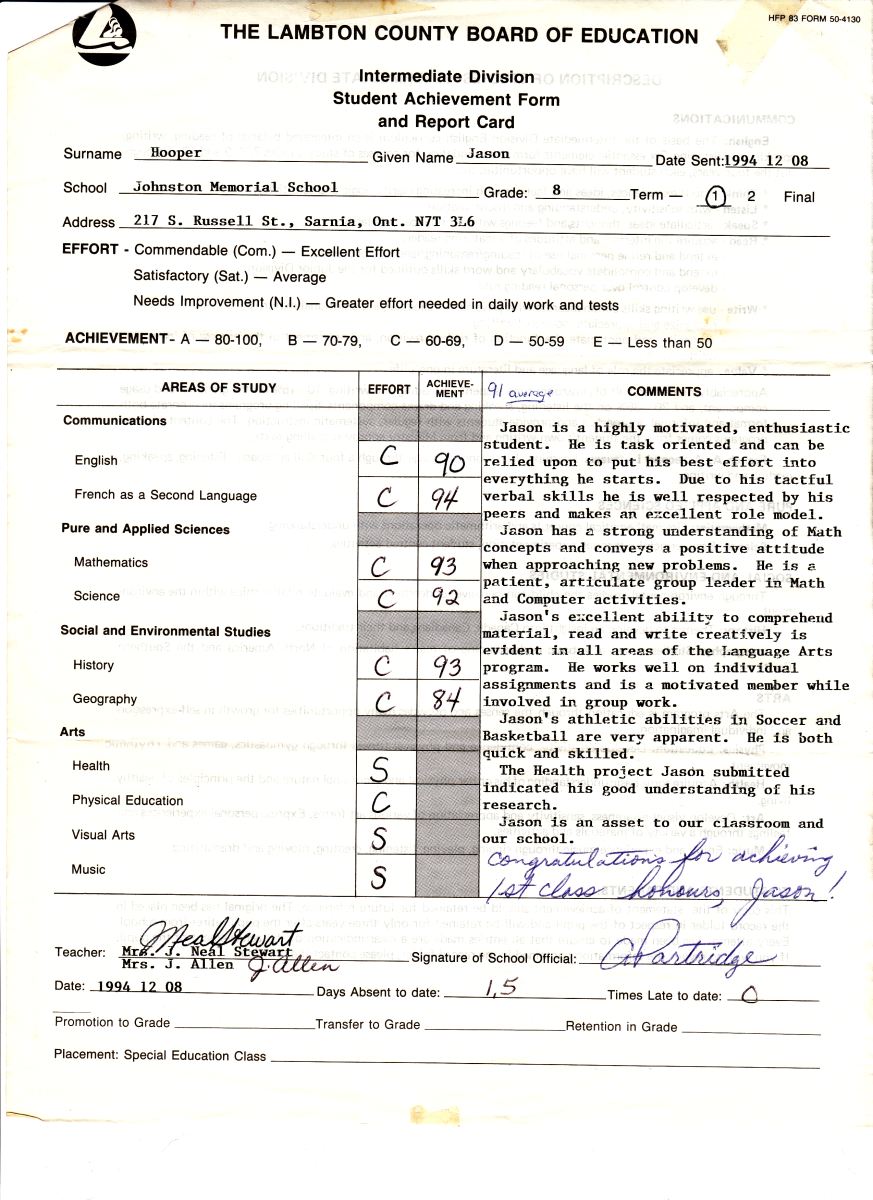 HFP 83 FORM 50-4130
THE LAMBTON COUNTY BOARD OF EDUCATION
Intermediate Division
Student Achievement Form
and Report Card
Surname Hooper Given Name Jason Date Sent: 1994 12 08
School Johnston Memorial School Grade: 8 Term — 1 2 Final
Address 217 S. Russell St., Sarnia, Ont. N7T 3L6
EFFORT - Commendable (Com.) — Excellent Effort
Satisfactory (Sat.) — Average
Needs Improvement (N.I.) — Greater effort needed in daily work and tests
ACHIEVEMENT - A — 80-100, B — 70-79, C — 60-69, D — 50-59 E — Less than 50
AREAS OF STUDY EFFORT ACHIEVE-MENT 91 average COMMENTS
Communications
English C 90
French as a Second Language C 94
Pure and Applied Sciences
Mathematics C 93
Science C 92
Social and Environmental Studies
History C 93
Geography C 84
Arts
Health S
Physical Education C
Visual Arts S
Music S
Jason is a highly motivated, enthusiastic
student. He is task oriented and can be
relied upon to put his best effort into
everything he starts. Due to his tactful
verbal skills he is well respected by his
peers and makes an excellent role model.
Jason has a strong understanding of Math
concepts and conveys a positive attitude
when approaching new problems. He is a
patient, articulate group leader in Math
and Computer activities.
Jason's excellent ability to comprehend
material, read and write creatively is
evident in all areas of the Language Arts
program. He works well on individual
assignments and is a motivated member while
involved in group work.
Jason's athletic abilities in Soccer and
Basketball are very apparent. He is both
quick and skilled.
The Health project Jason submitted
indicated his good understanding of his
research.
Jason is an asset to our classroom and
our school.
Congratulations for achieving
1st class honours, Jason!
Neal Stewart
Teacher: Mrs. J. Neal Stewart Signature of School Official: A Partridge
Mrs. J. Allen J. Allen
Date: 1994 12 08 Days Absent to date: 1,5 Times Late to date: 0
Promotion to Grade Transfer to Grade Retention in Grade
Placement: Special Education Class